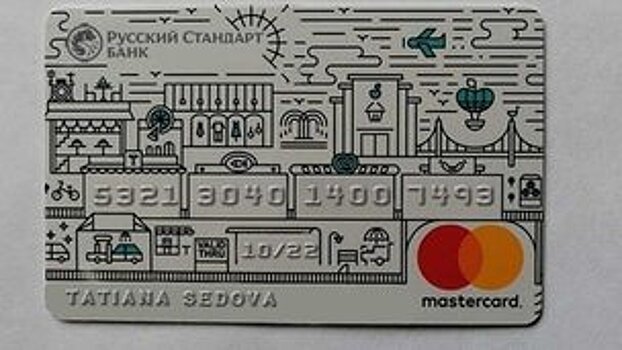 РУССКИЙ СТАНДАРТ
БАНК
T
5321 3040 1400 7493
T
VALID
THRU
10/22
TATIANA SEDOVA
mastercard.